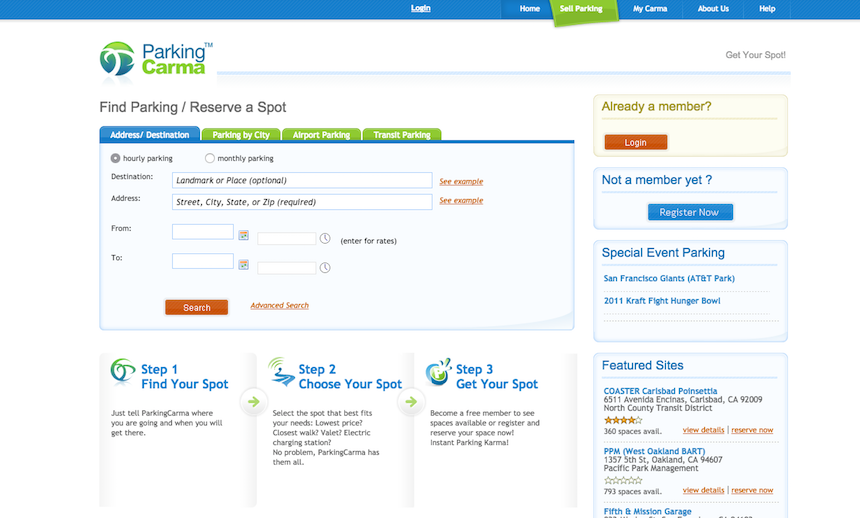 Login
Home
Sell Parking
My Carma
About Us
Help
Parking™
Carma
Get Your Spot!
Find Parking / Reserve a Spot
Address/ Destination
Parking by City
Airport Parking
Transit Parking
hourly parking
monthly parking
Destination:
Landmark or Place (optional)
See example
Address:
Street, City, State, or Zip (required)
See example
From:
(enter for rates)
To:
Search
Advanced Search
Step 1
Find Your Spot
Just tell ParkingCarma where
you are going and when you will
get there.
Step 2
Choose Your Spot
Select the spot that best fits
your needs: Lowest price?
Closest walk? Valet? Electric
charging station?
No problem, ParkingCarma has
them all.
Step 3
Get Your Spot
Become a free member to see
spaces available or register and
reserve your space now!
Instant Parking Karma!
Already a member?
Login
Not a member yet ?
Register Now
Special Event Parking
San Francisco Giants (AT&T Park)
2011 Kraft Fight Hunger Bowl
Featured Sites
COASTER Carlsbad Poinsettia
6511 Avenida Encinas, Carlsbad, CA 92009
North County Transit District
360 spaces avail.
view details | reserve now
PPM (West Oakland BART)
1357 5th St, Oakland, CA 94607
Pacific Park Management
793 spaces avail.
view details | reserve now
Fifth & Mission Garage